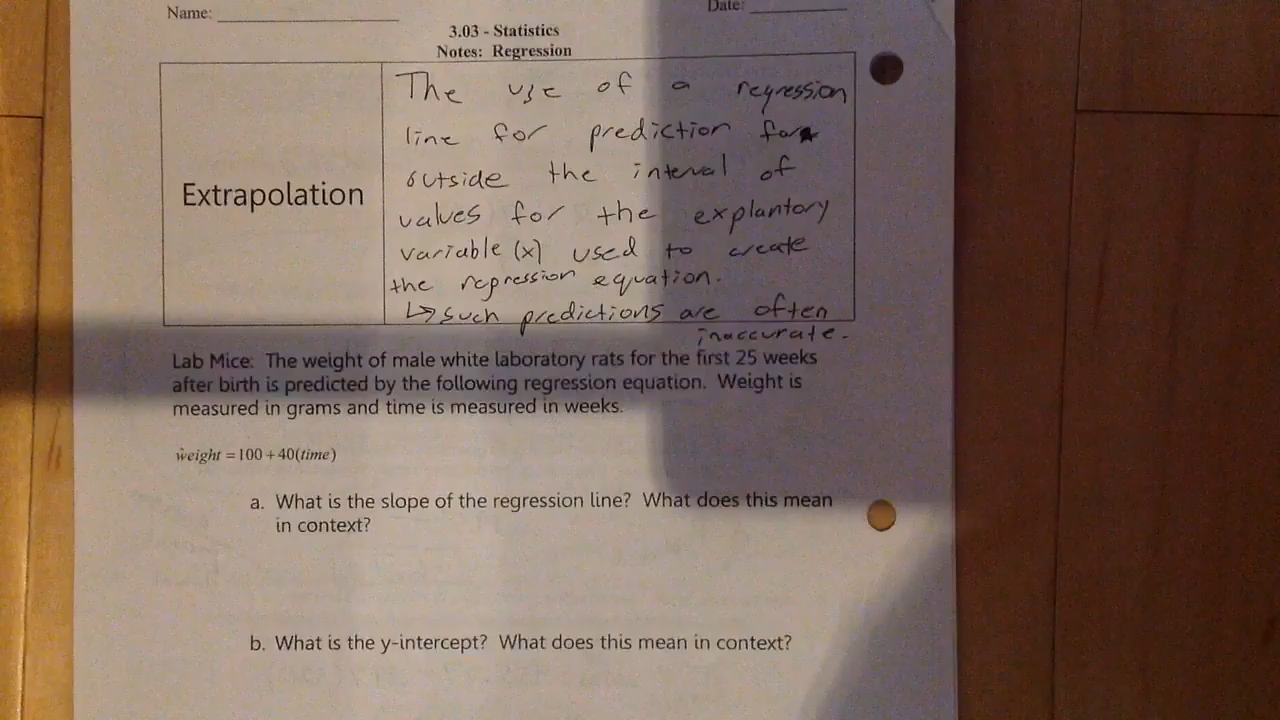 Name: ____________ Date: ________
3.03 - Statistics
Notes: Regression
Extrapolation
The use of a regression
line for prediction far
outside the interval of
values for the explantory
variable (x) used to create
the regression equation.
↳ such predictions are often
inaccurate.
Lab Mice: The weight of male white laboratory rats for the first 25 weeks
after birth is predicted by the following regression equation. Weight is
measured in grams and time is measured in weeks.
ŵeight = 100 + 40(time)
a. What is the slope of the regression line? What does this mean
in context?
b. What is the y-intercept? What does this mean in context?